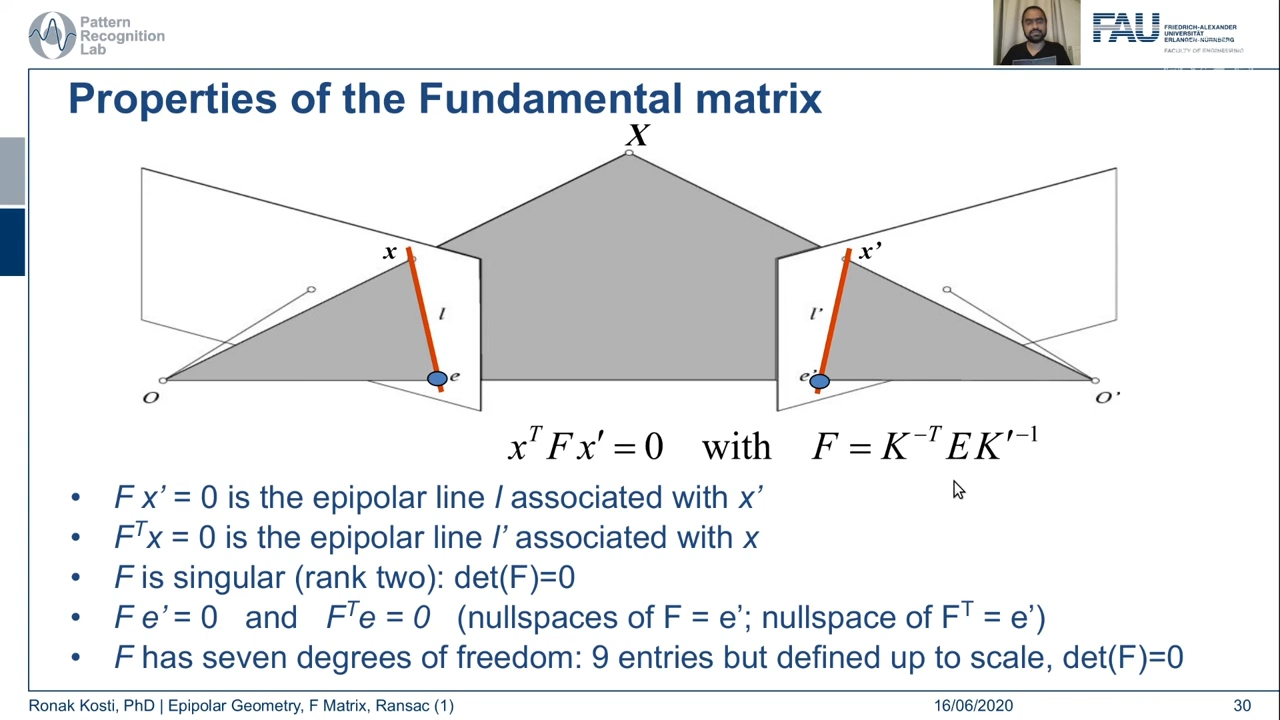 Pattern
Recognition
Lab
FAU
FRIEDRICH-ALEXANDER
UNIVERSITÄT
ERLANGEN-NÜRNBERG
FACULTY OF ENGINEERING
Properties of the Fundamental matrix
X
x
x’
l
l’
e
e’
O
O’
x^T F x′ = 0 with F = K^{−T} E K′^{−1}
• F x’ = 0 is the epipolar line l associated with x’
• F^T x = 0 is the epipolar line l’ associated with x
• F is singular (rank two): det(F)=0
• F e’ = 0 and F^T e = 0 (nullspaces of F = e’; nullspace of F^T = e’)
• F has seven degrees of freedom: 9 entries but defined up to scale, det(F)=0
Ronak Kosti, PhD | Epipolar Geometry, F Matrix, Ransac (1)
16/06/2020
30